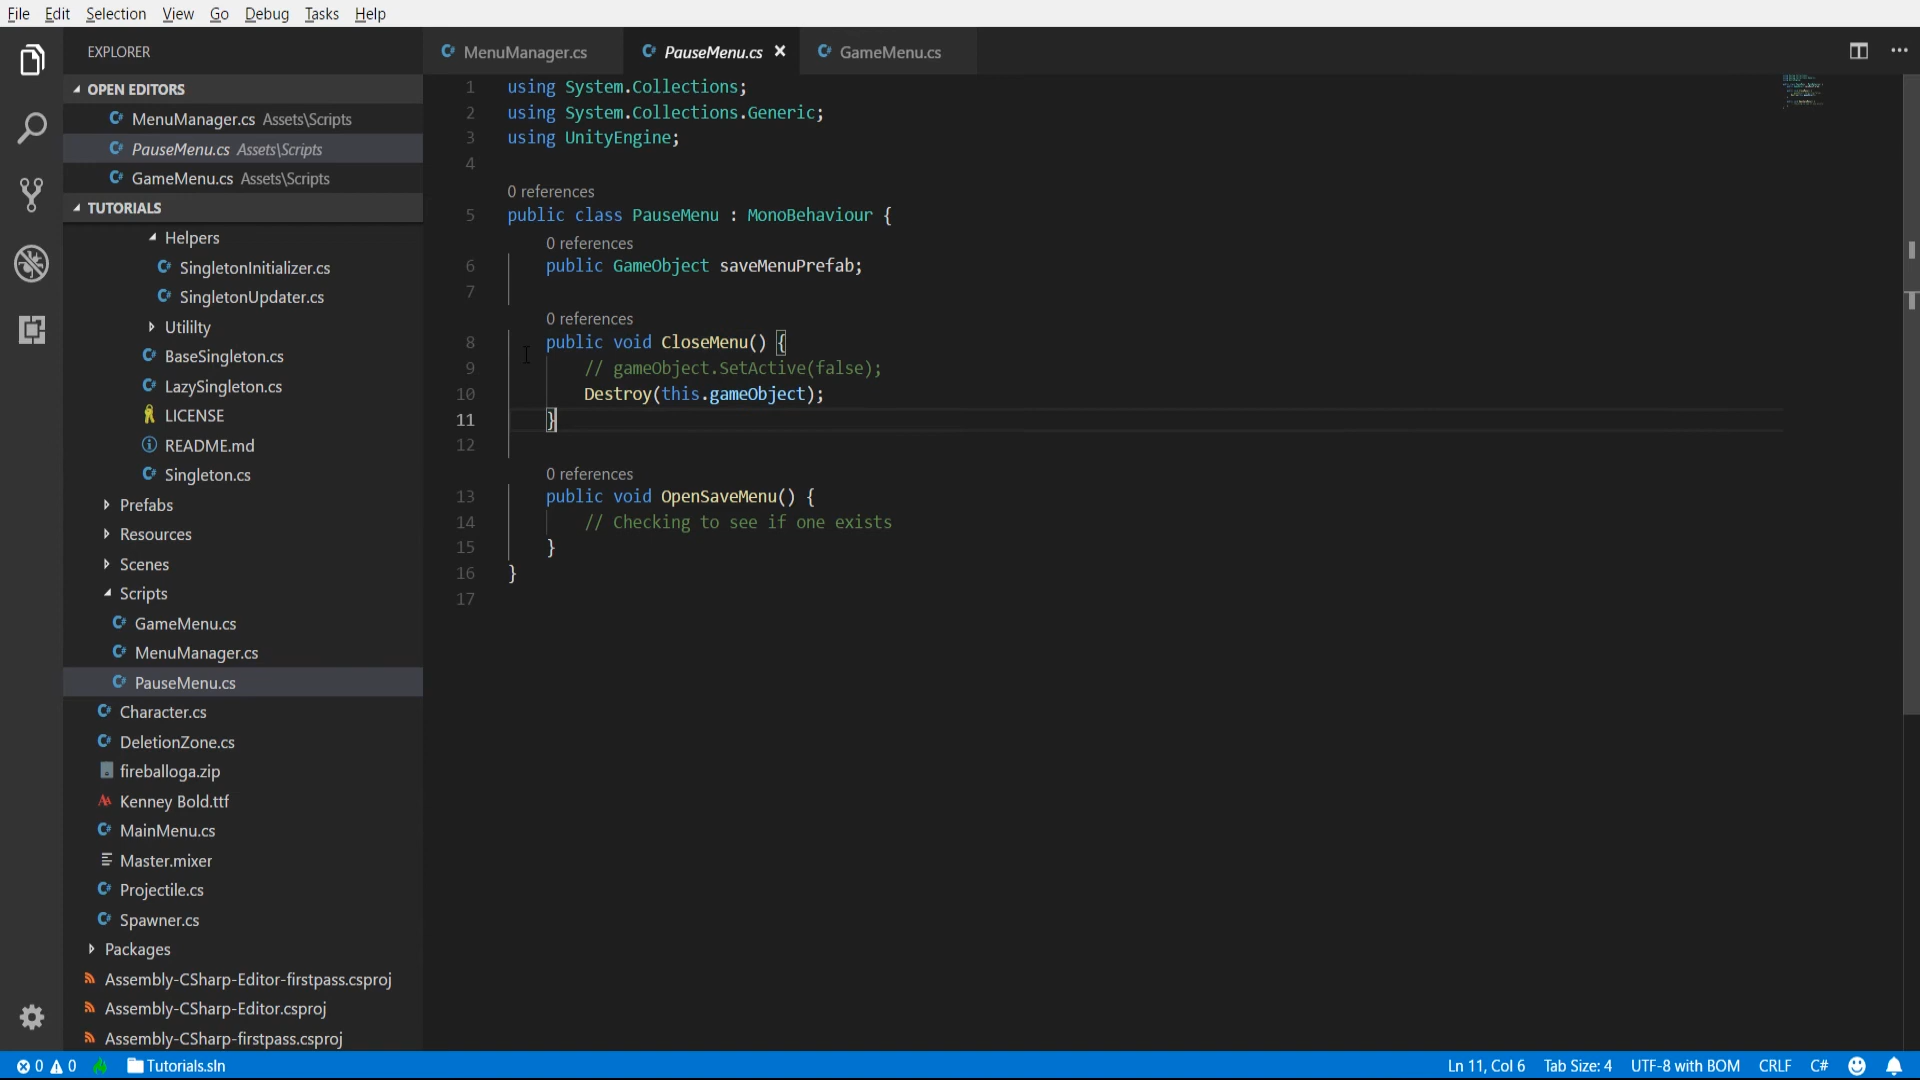 File Edit Selection View Go Debug Tasks Help
EXPLORER
OPEN EDITORS
MenuManager.cs Assets\Scripts
PauseMenu.cs Assets\Scripts
GameMenu.cs Assets\Scripts
TUTORIALS
Helpers
SingletonInitializer.cs
SingletonUpdater.cs
Utililty
BaseSingleton.cs
LazySingleton.cs
LICENSE
README.md
Singleton.cs
Prefabs
Resources
Scenes
Scripts
GameMenu.cs
MenuManager.cs
PauseMenu.cs
Character.cs
DeletionZone.cs
fireballoga.zip
Kenney Bold.ttf
MainMenu.cs
Master.mixer
Projectile.cs
Spawner.cs
Packages
Assembly-CSharp-Editor-firstpass.csproj
Assembly-CSharp-Editor.csproj
Assembly-CSharp-firstpass.csproj
MenuManager.cs PauseMenu.cs GameMenu.cs
1 using System.Collections;
2 using System.Collections.Generic;
3 using UnityEngine;
4
0 references
5 public class PauseMenu : MonoBehaviour {
0 references
6 public GameObject saveMenuPrefab;
7
0 references
8 public void CloseMenu() {
9 // gameObject.SetActive(false);
10 Destroy(this.gameObject);
11 }
12
0 references
13 public void OpenSaveMenu() {
14 // Checking to see if one exists
15 }
16 }
17
0 0 Tutorials.sln Ln 11, Col 6 Tab Size: 4 UTF-8 with BOM CRLF C#